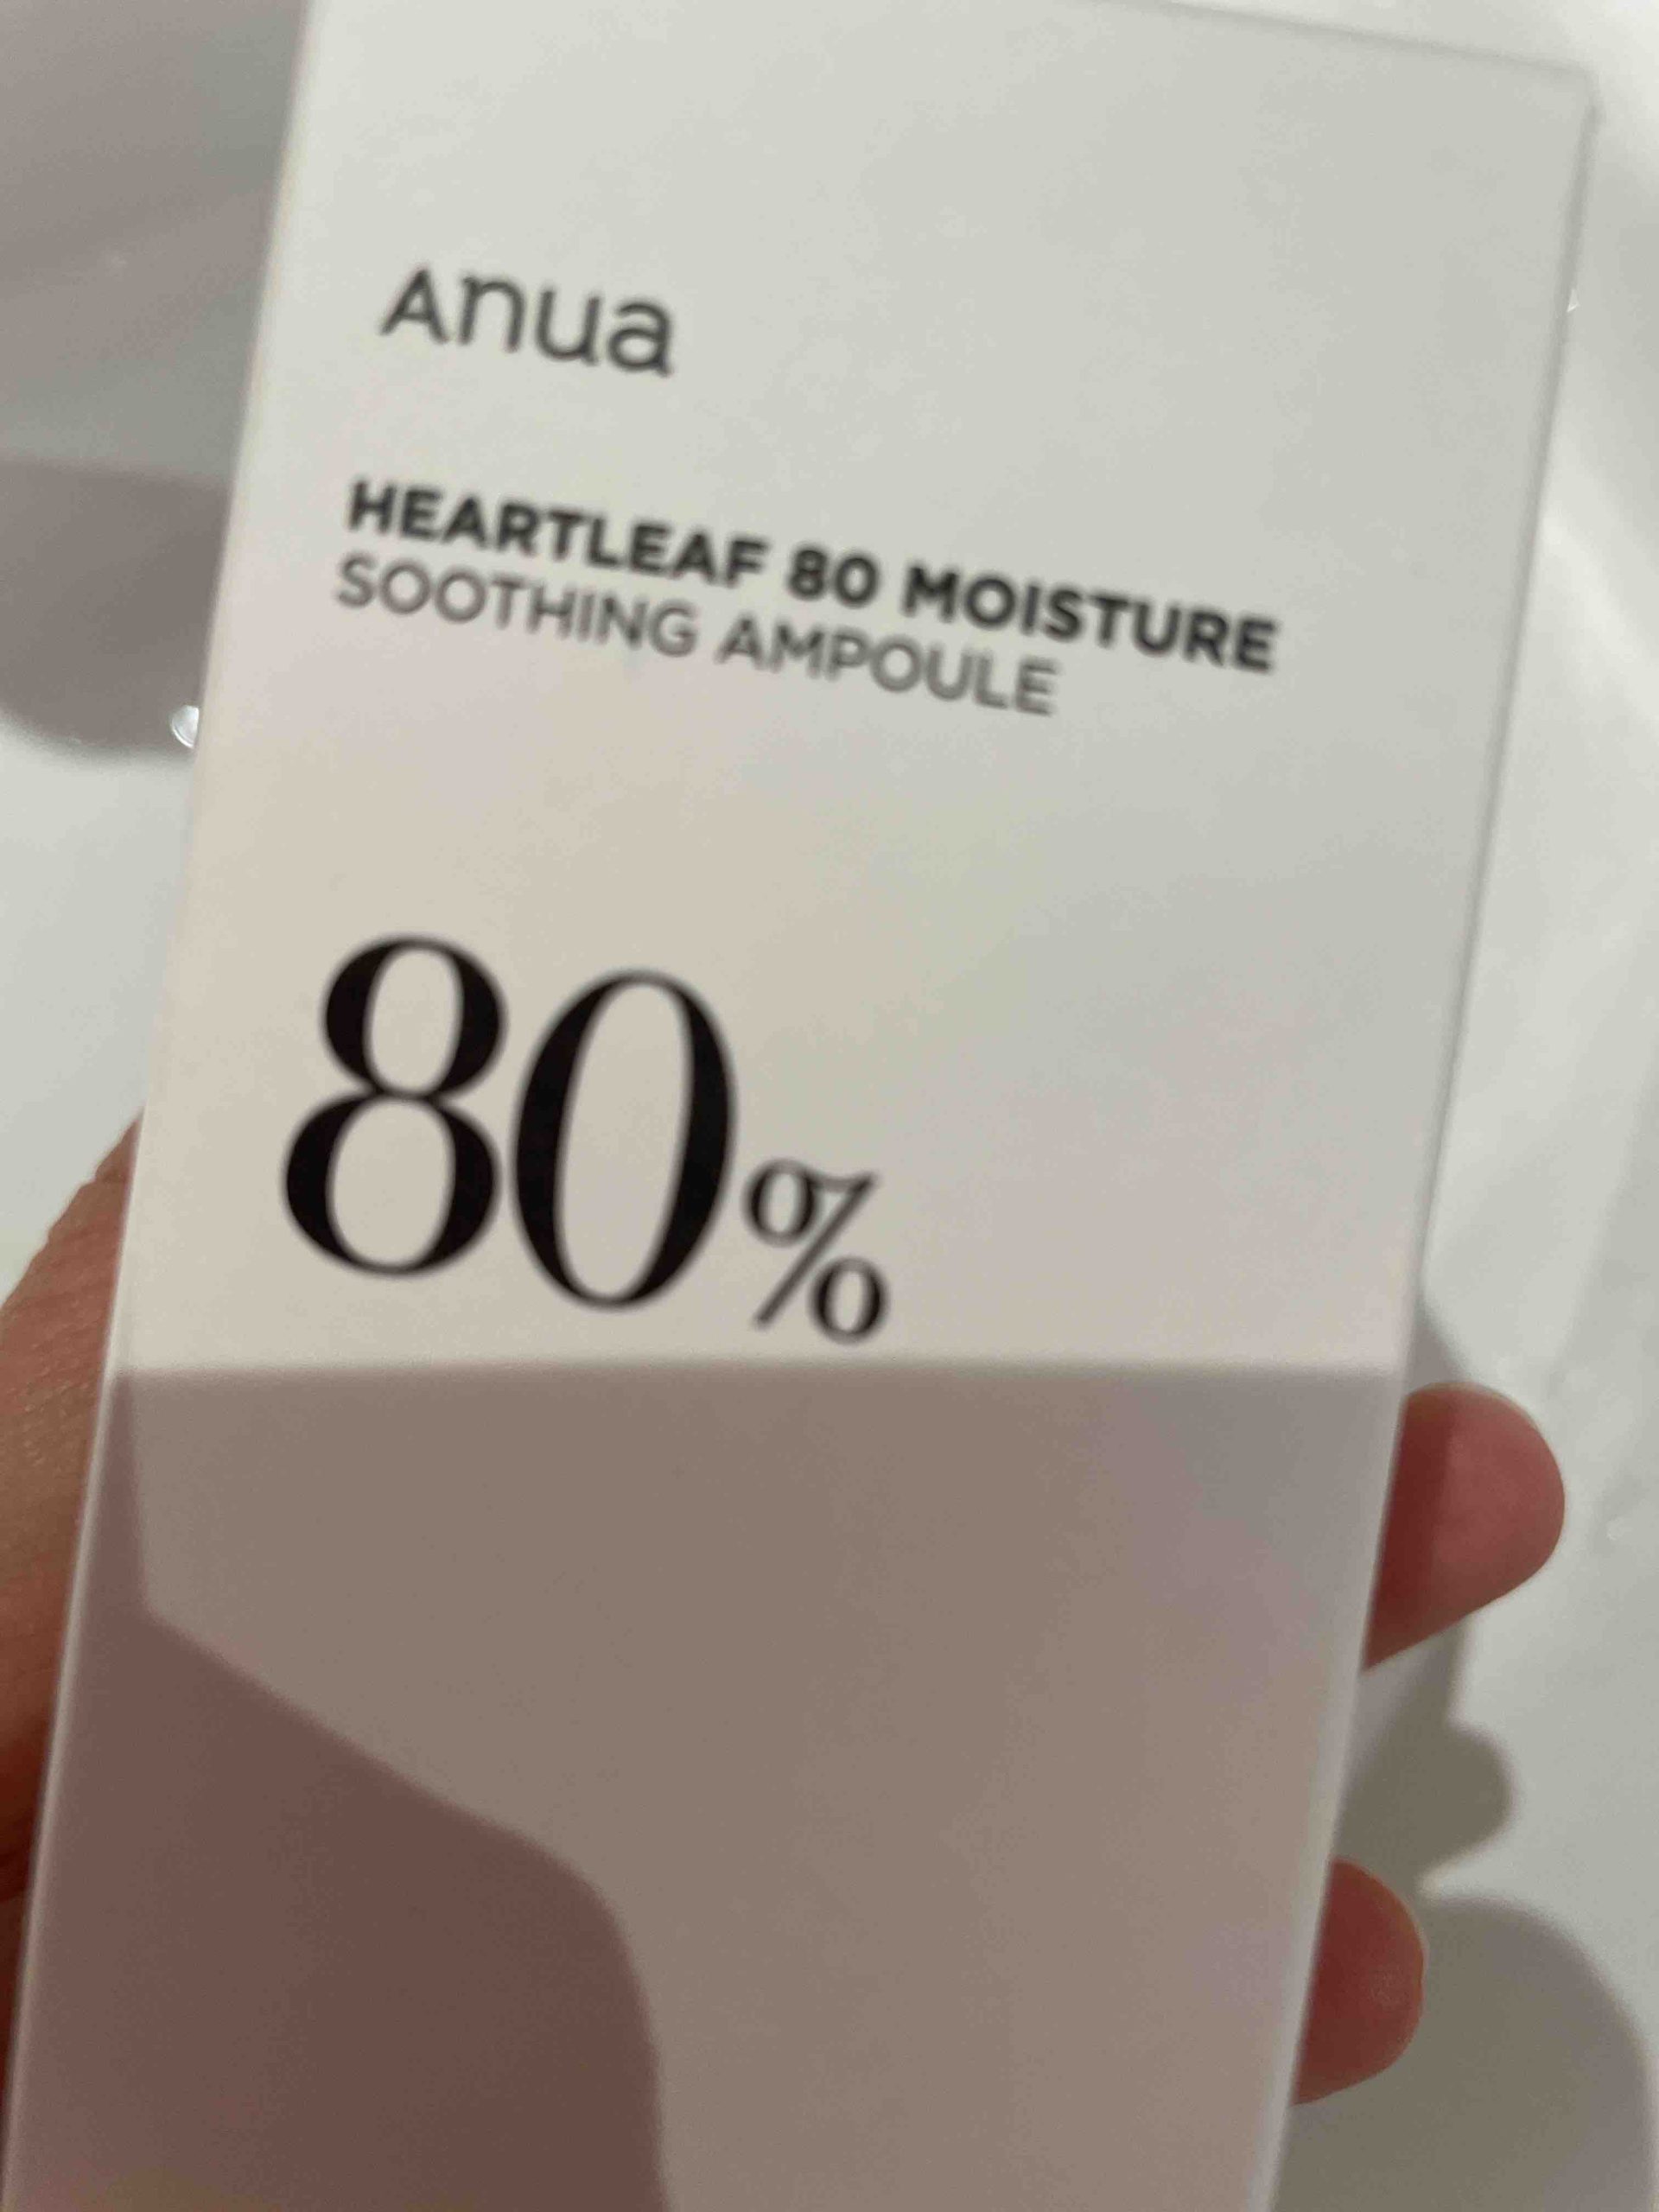 Anua
HEARTLEAF 80 MOISTURE
SOOTHING AMPOULE
80%